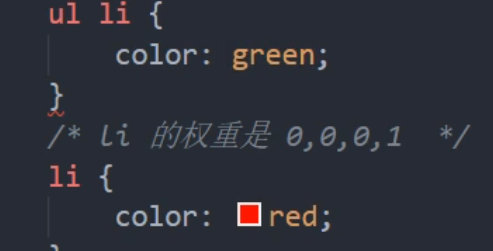 ul li {
color: green;
}
/* li 的权重是 0,0,0,1 */
li {
color: red;
}